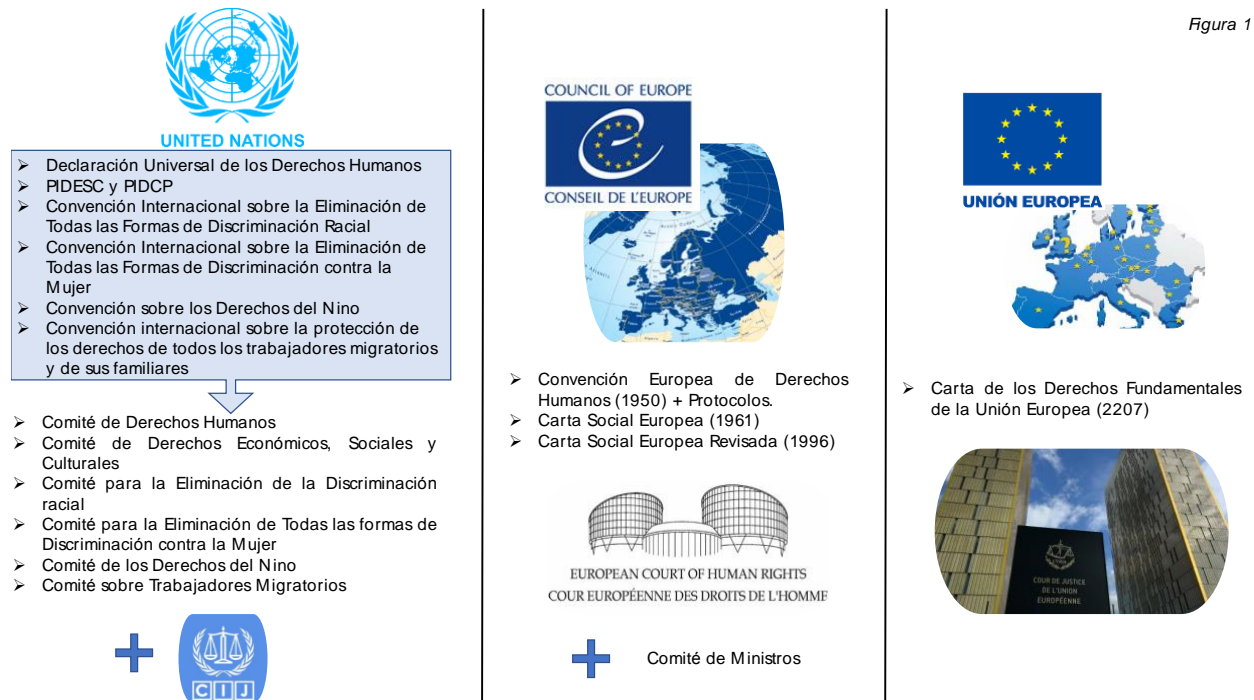 Figura 1
UNITED NATIONS
➢ Declaración Universal de los Derechos Humanos
➢ PIDESC y PIDCP
➢ Convención Internacional sobre la Eliminación de
Todas las Formas de Discriminación Racial
➢ Convención Internacional sobre la Eliminación de
Todas las Formas de Discriminación contra la
Mujer
➢ Convención sobre los Derechos del Nino
➢ Convención internacional sobre la protección de
los derechos de todos los trabajadores migratorios
y de sus familiares
➢ Comité de Derechos Humanos
➢ Comité de Derechos Económicos, Sociales y
Culturales
➢ Comité para la Eliminación de la Discriminación
racial
➢ Comité para la Eliminación de Todas las formas de
Discriminación contra la Mujer
➢ Comité de los Derechos del Nino
➢ Comité sobre Trabajadores Migratorios
CIJ
COUNCIL OF EUROPE
CONSEIL DE L'EUROPE
➢ Convención Europea de Derechos
Humanos (1950) + Protocolos.
➢ Carta Social Europea (1961)
➢ Carta Social Europea Revisada (1996)
EUROPEAN COURT OF HUMAN RIGHTS
COUR EUROPÉENNE DES DROITS DE L'HOMMF
Comité de Ministros
UNIÓN EUROPEA
?
➢ Carta de los Derechos Fundamentales
de la Unión Europea (2207)
COUR DE JUSTICE
DE L'UNION
EUROPÉENNE